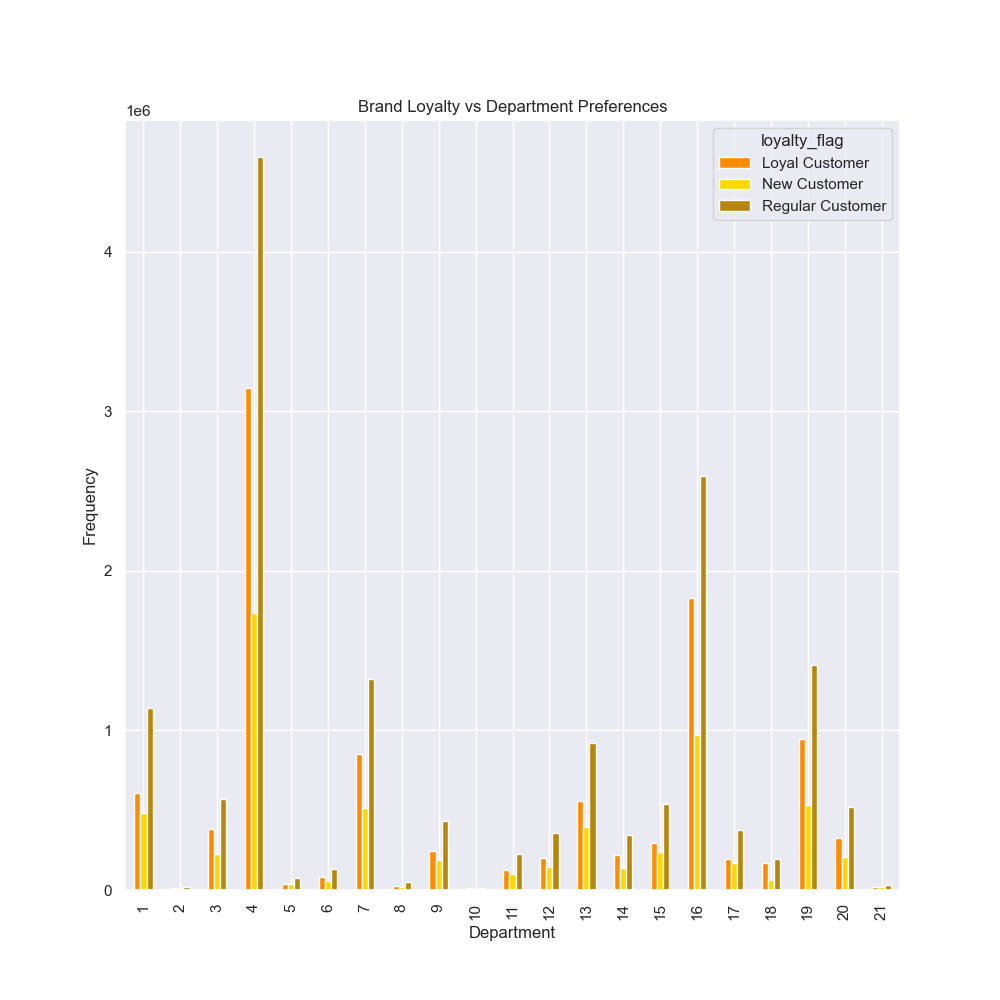 Brand Loyalty vs Department Preferences
1e6
loyalty_flag
Loyal Customer
New Customer
Regular Customer
4
3
2
1
0
Frequency
1 2 3 4 5 6 7 8 9 10 11 12 13 14 15 16 17 18 19 20 21
Department